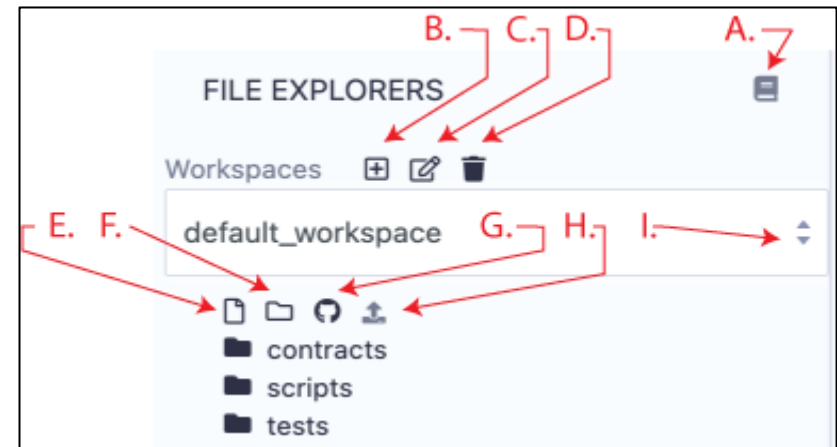 B. C. D. A.
FILE EXPLORERS
Workspaces
E. F. default_workspace G. H. I.
contracts
scripts
tests